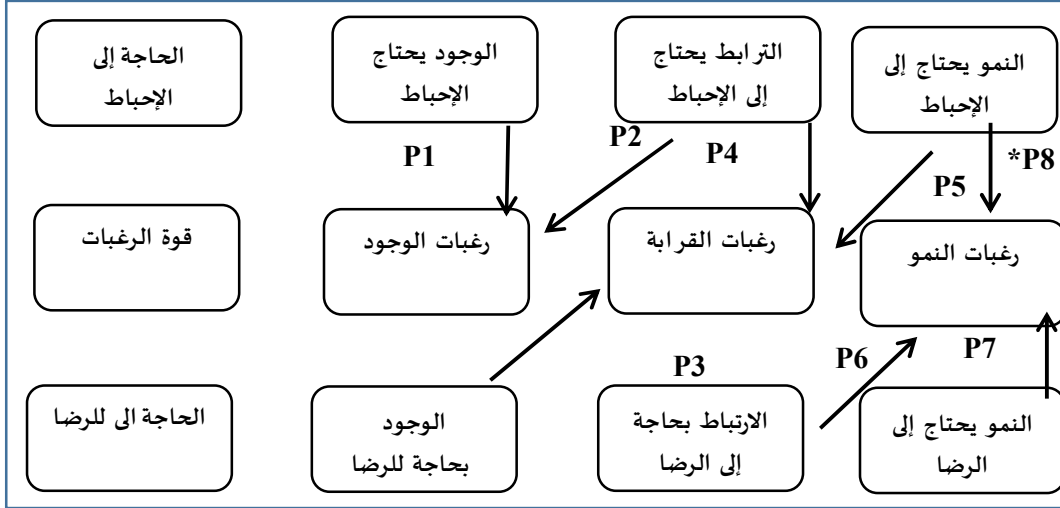 الحاجة إلى
الإحباط
الوجود يحتاج
الإحباط
الترابط يحتاج
إلى الإحباط
النمو يحتاج إلى
الإحباط
P1
P2
P4
P5
*P8
قوة الرغبات
رغبات الوجود
رغبات القرابة
رغبات النمو
P3
P6
P7
الحاجة الى للرضا
الوجود
بحاجة للرضا
الارتباط بحاجة
إلى الرضا
النمو يحتاج إلى
الرضا